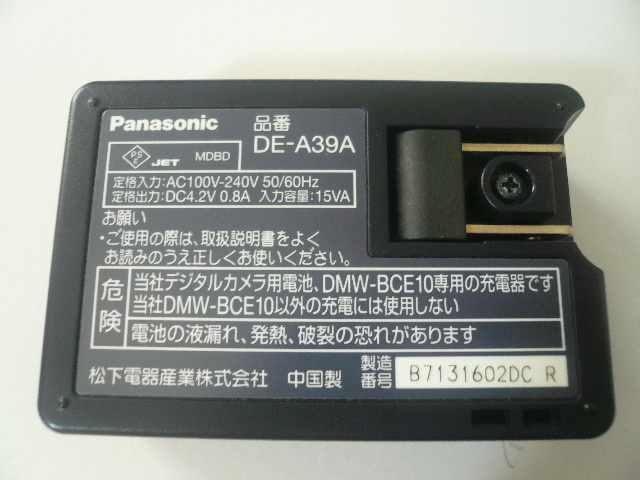 Panasonic 品番 DE-A39A
PS E JET MDBD
定格入力:AC100V-240V 50/60Hz
定格出力:DC4.2V 0.8A 入力容量:15VA
お願い
・ご使用の際は、取扱説明書をよく
お読みのうえ正しくお使いください。
危険
当社デジタルカメラ用電池、DMW-BCE10専用の充電器です
当社DMW-BCE10以外の充電には使用しない
電池の液漏れ、発熱、破裂の恐れがあります
松下電器産業株式会社 中国製 製造番号 B7131602DC R